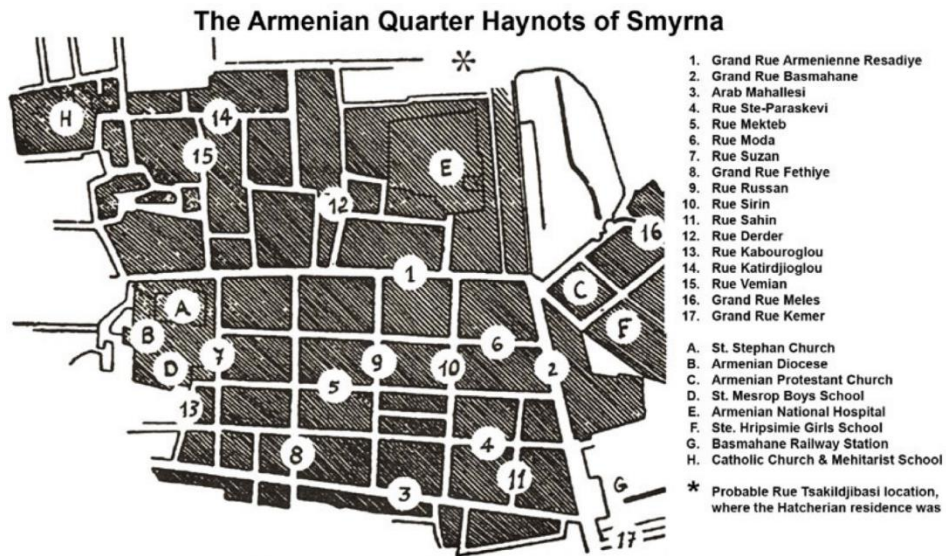 The Armenian Quarter Haynots of Smyrna
*
H
14
15
E
12
16
1
C
A
F
B
6
7
9
10
2
D
5
13
4
8
11
3
G
17
1. Grand Rue Armenienne Resadiye
2. Grand Rue Basmahane
3. Arab Mahallesi
4. Rue Ste-Paraskevi
5. Rue Mekteb
6. Rue Moda
7. Rue Suzan
8. Grand Rue Fethiye
9. Rue Russan
10. Rue Sirin
11. Rue Sahin
12. Rue Derder
13. Rue Kabouroglou
14. Rue Katirdjioglou
15. Rue Vemian
16. Grand Rue Meles
17. Grand Rue Kemer
A. St. Stephan Church
B. Armenian Diocese
C. Armenian Protestant Church
D. St. Mesrop Boys School
E. Armenian National Hospital
F. Ste. Hripsimie Girls School
G. Basmahane Railway Station
H. Catholic Church & Mehitarist School
* Probable Rue Tsakildjibasi location,
where the Hatcherian residence was